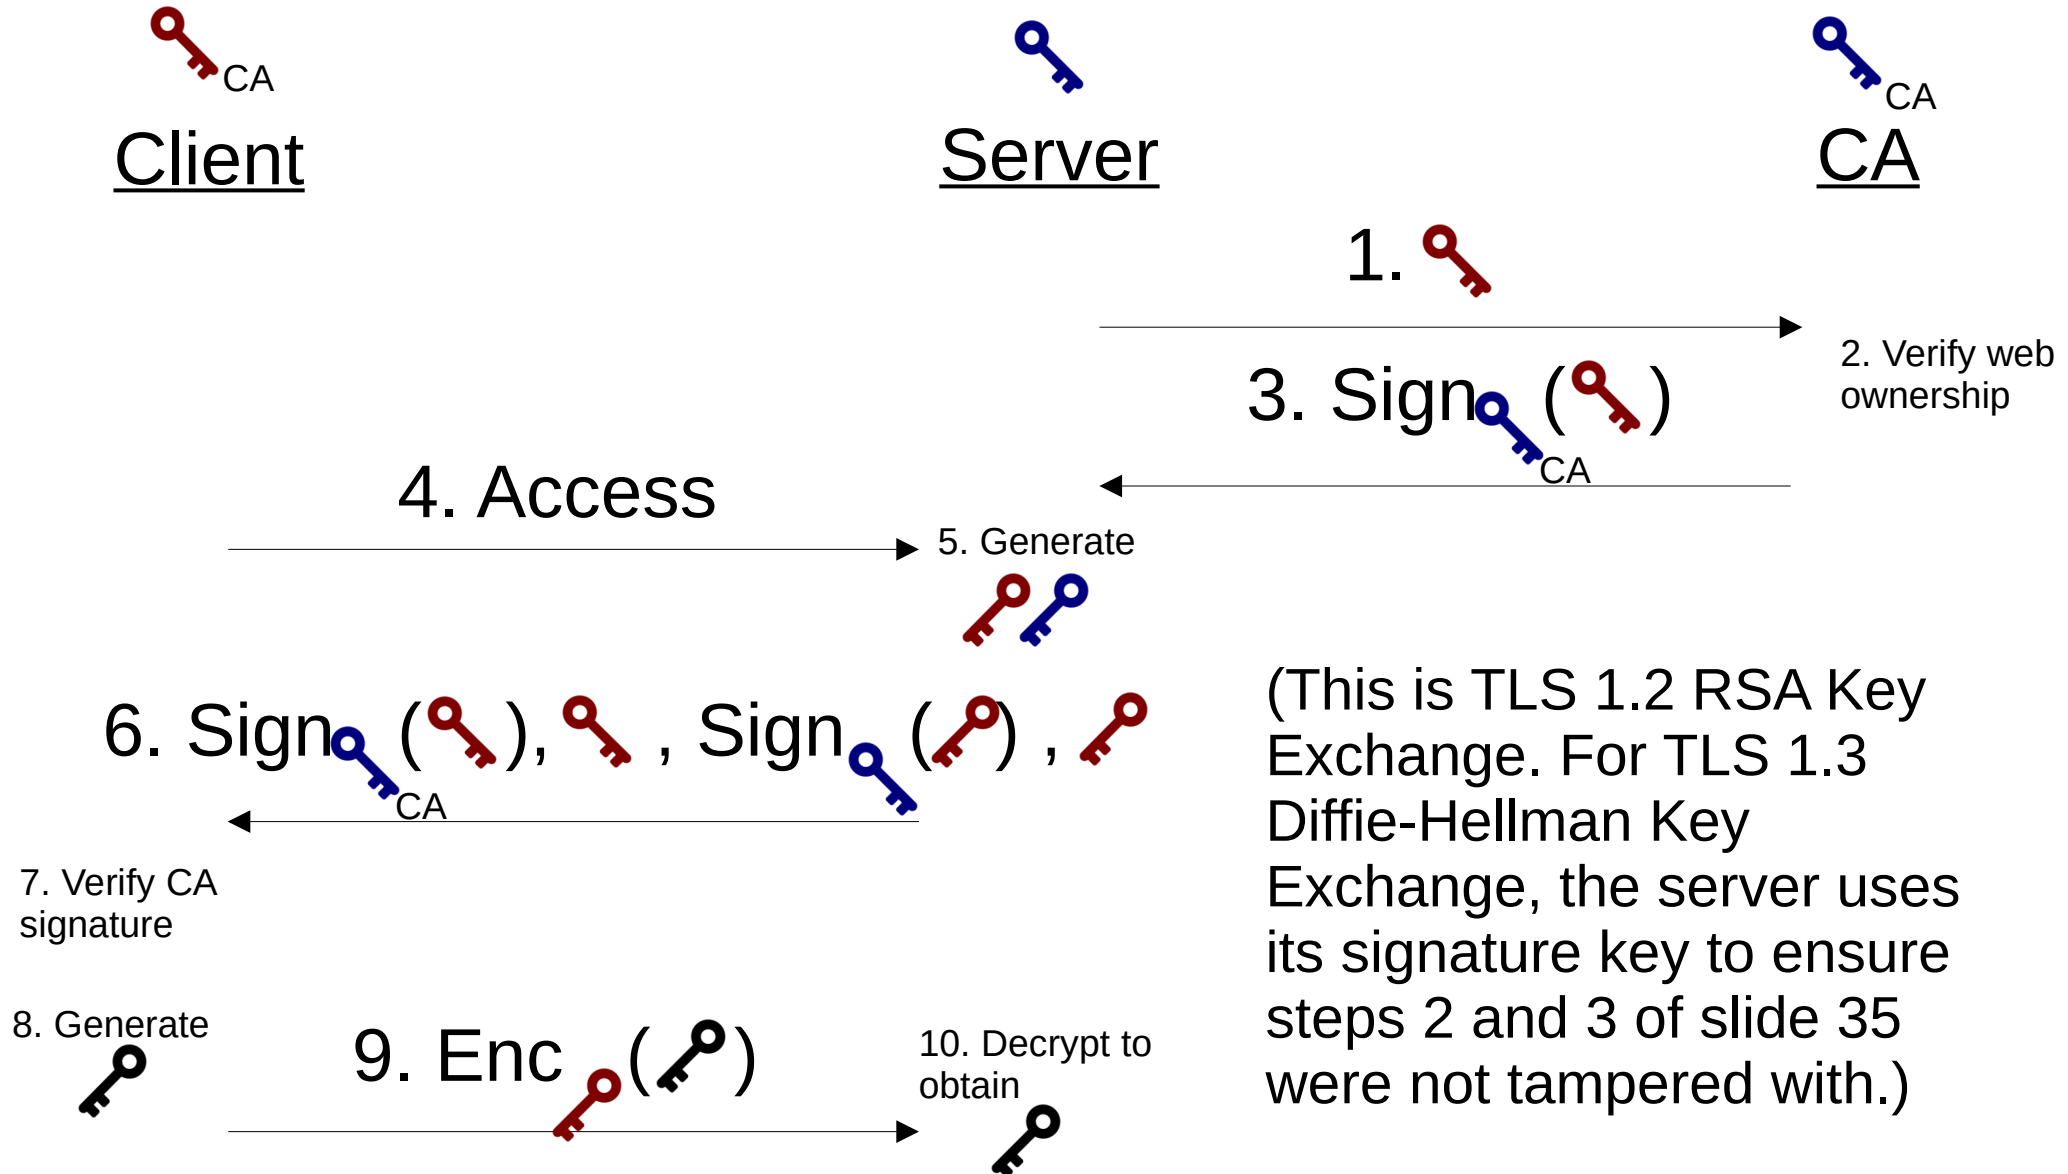 CA
CA
Client
Server
CA
1.
2. Verify web
ownership
3. Sign ( )
CA
4. Access
5. Generate
6. Sign ( ), , Sign ( ) ,
CA
7. Verify CA
signature
8. Generate
9. Enc ( )
10. Decrypt to
obtain
(This is TLS 1.2 RSA Key
Exchange. For TLS 1.3
Diffie-Hellman Key
Exchange, the server uses
its signature key to ensure
steps 2 and 3 of slide 35
were not tampered with.)